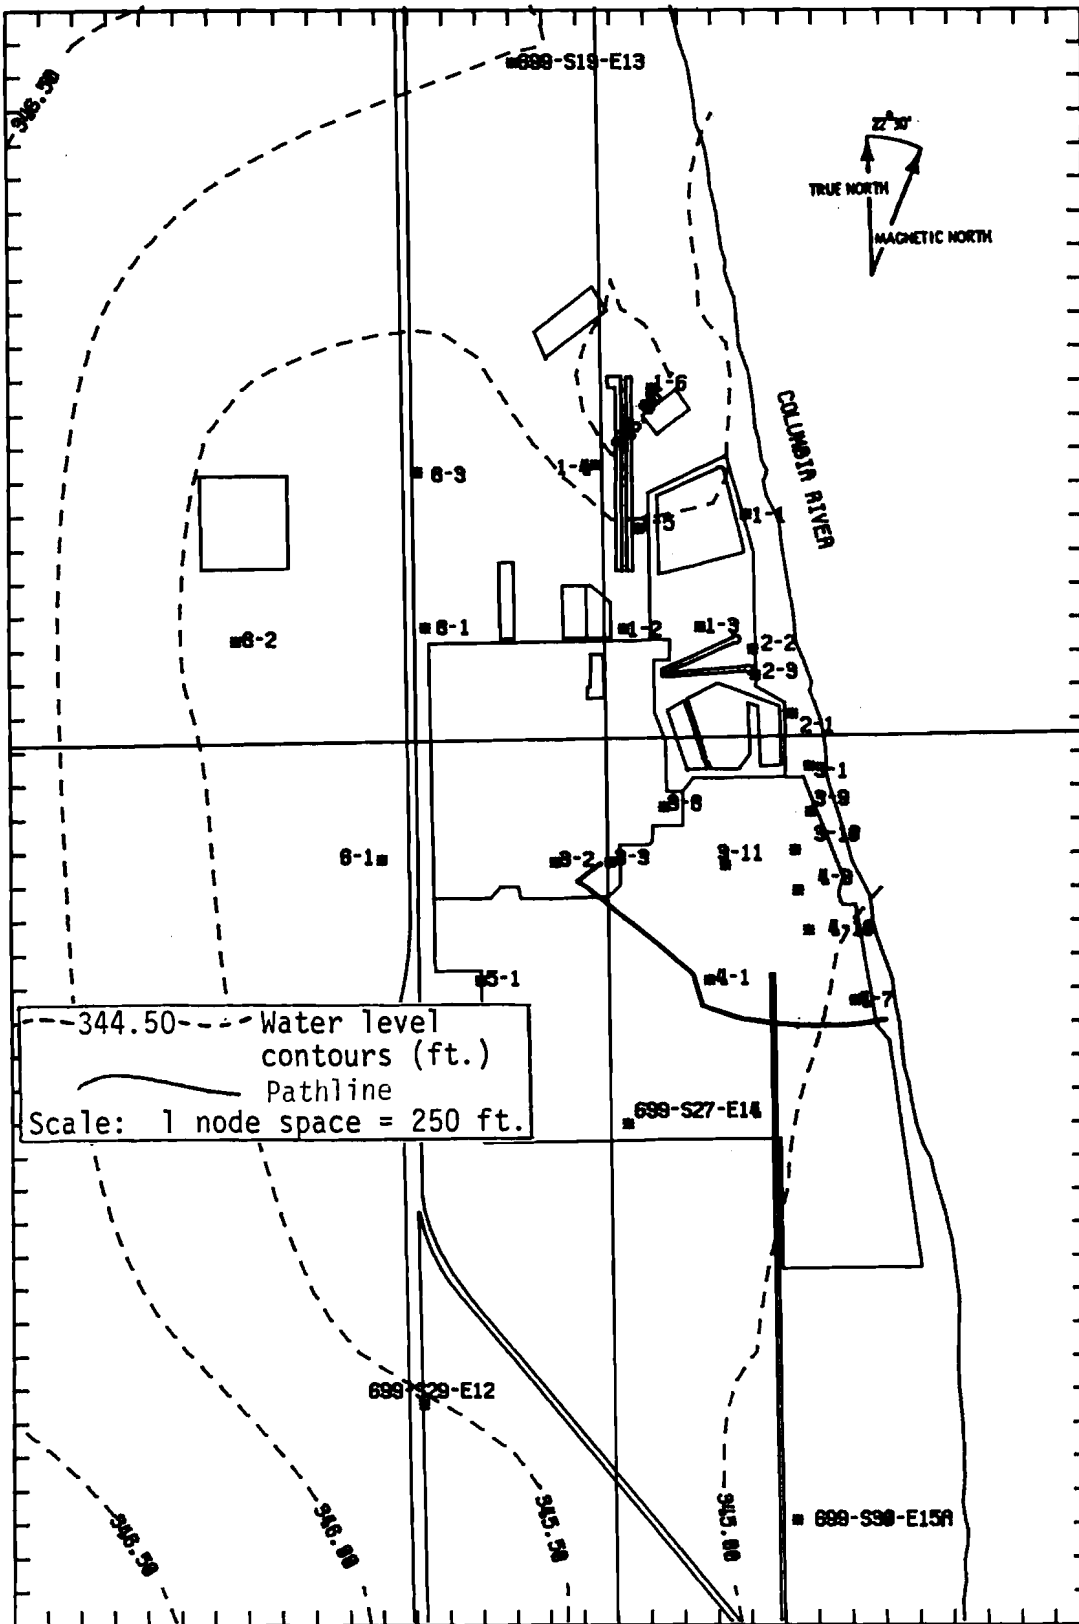 346.50
699-S19-E13
22°30'
TRUE NORTH
MAGNETIC NORTH
COLUMBIA RIVER
1-6
1-4
8-3
1-5
1-1
8-2
8-1
1-2
1-3
2-2
2-3
2-1
3-1
3-9
3-10
6-1
3-2
3-3
3-11
4-9
4-10
4-1
5-1
4-7
344.50 Water level
contours (ft.)
Pathline
Scale: 1 node space = 250 ft.
699-S27-E14
699-S29-E12
346.50
346.00
345.50
345.00
699-S30-E15A